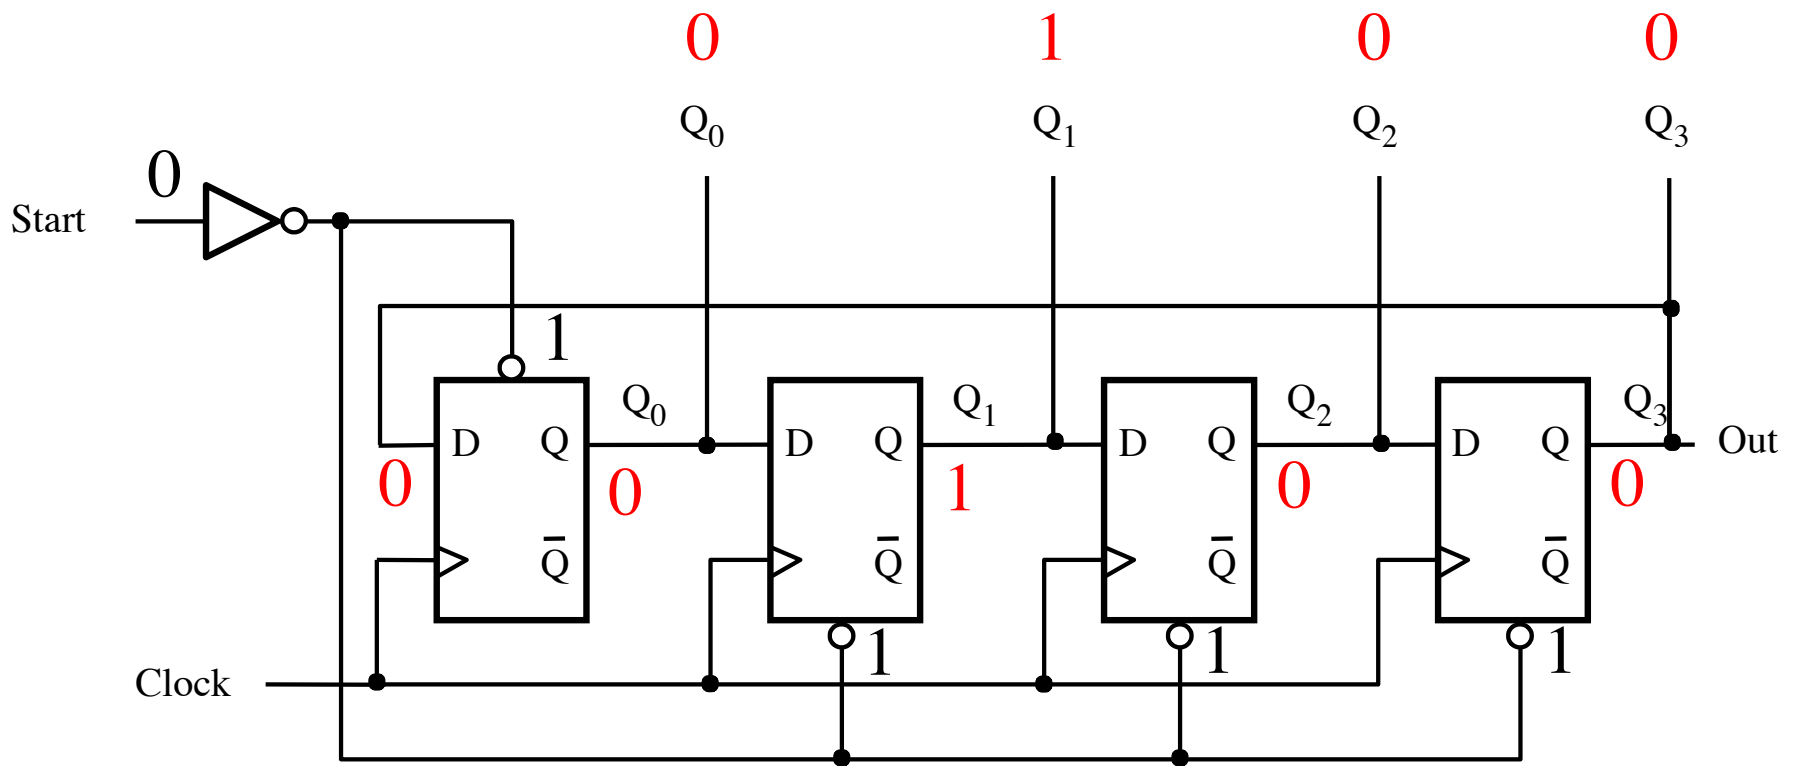 0 1 0 0
Q0 Q1 Q2 Q3
0
Start
1
Q0 Q1 Q2 Q3
D Q D Q D Q D Q Out
0 0 1 0 0
Q̅ Q̅ Q̅ Q̅
1 1 1
Clock